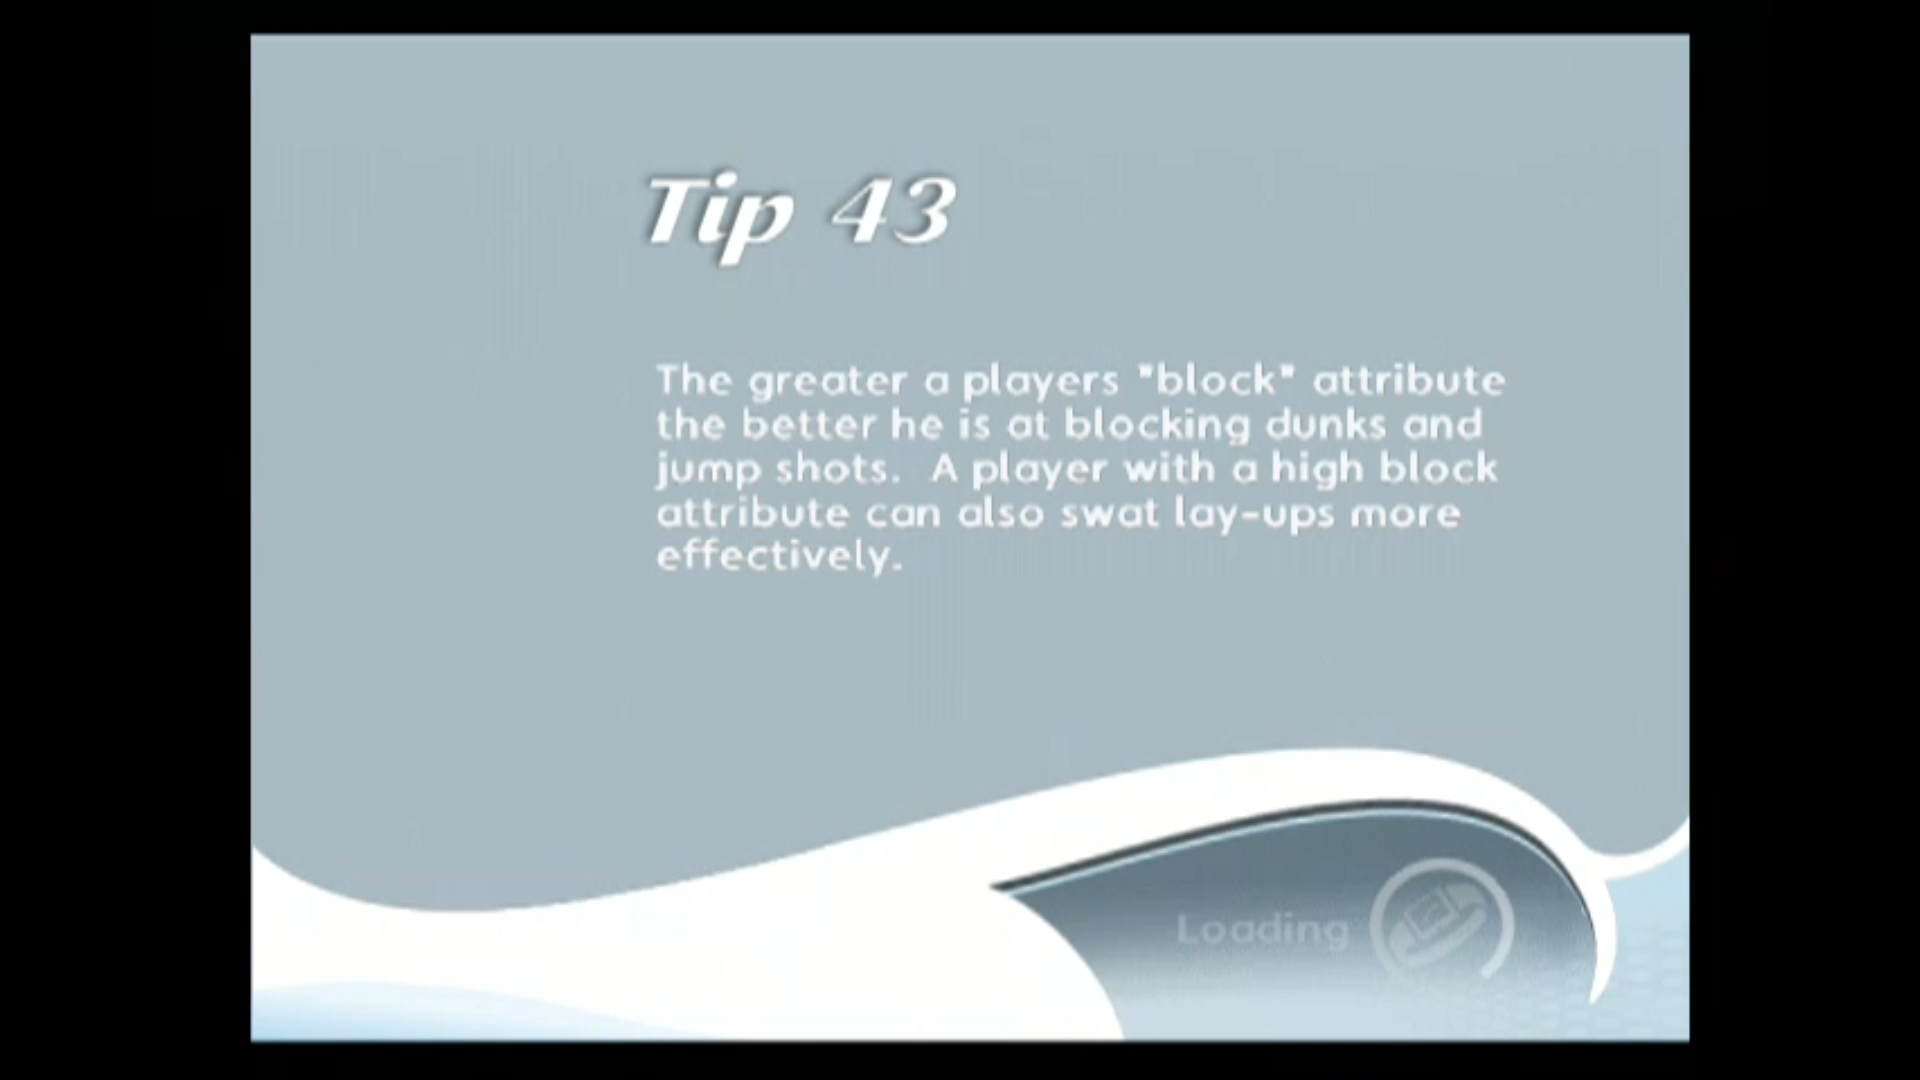 Tip 43
The greater a players "block" attribute
the better he is at blocking dunks and
jump shots.  A player with a high block
attribute can also swat lay-ups more
effectively.
Loading